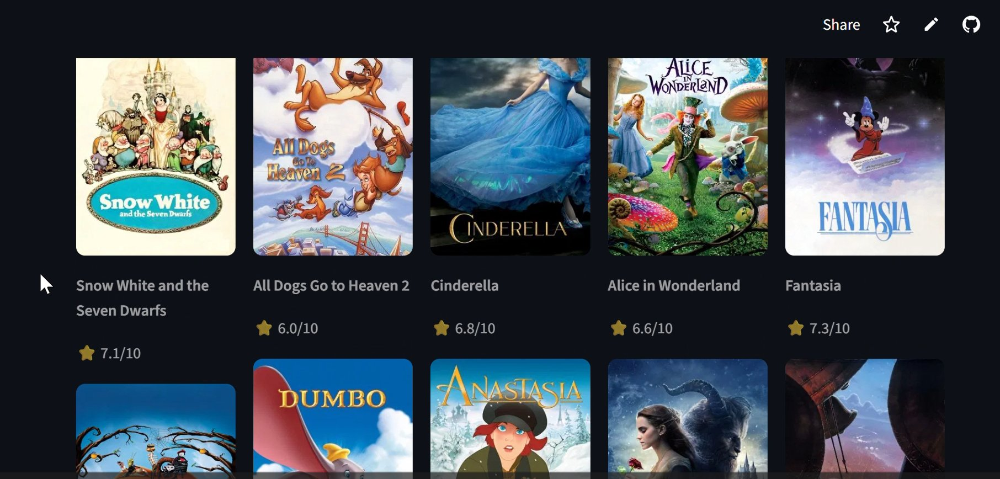 Share
Snow White
and the Seven Dwarfs
All Dogs
Go To
Heaven 2
CINDERELLA
ALICE
IN
WONDERLAND
FANTASIA
Snow White and the
Seven Dwarfs
7.1/10
All Dogs Go to Heaven 2
6.0/10
Cinderella
6.8/10
Alice in Wonderland
6.6/10
Fantasia
7.3/10
DUMBO
ANASTASIA